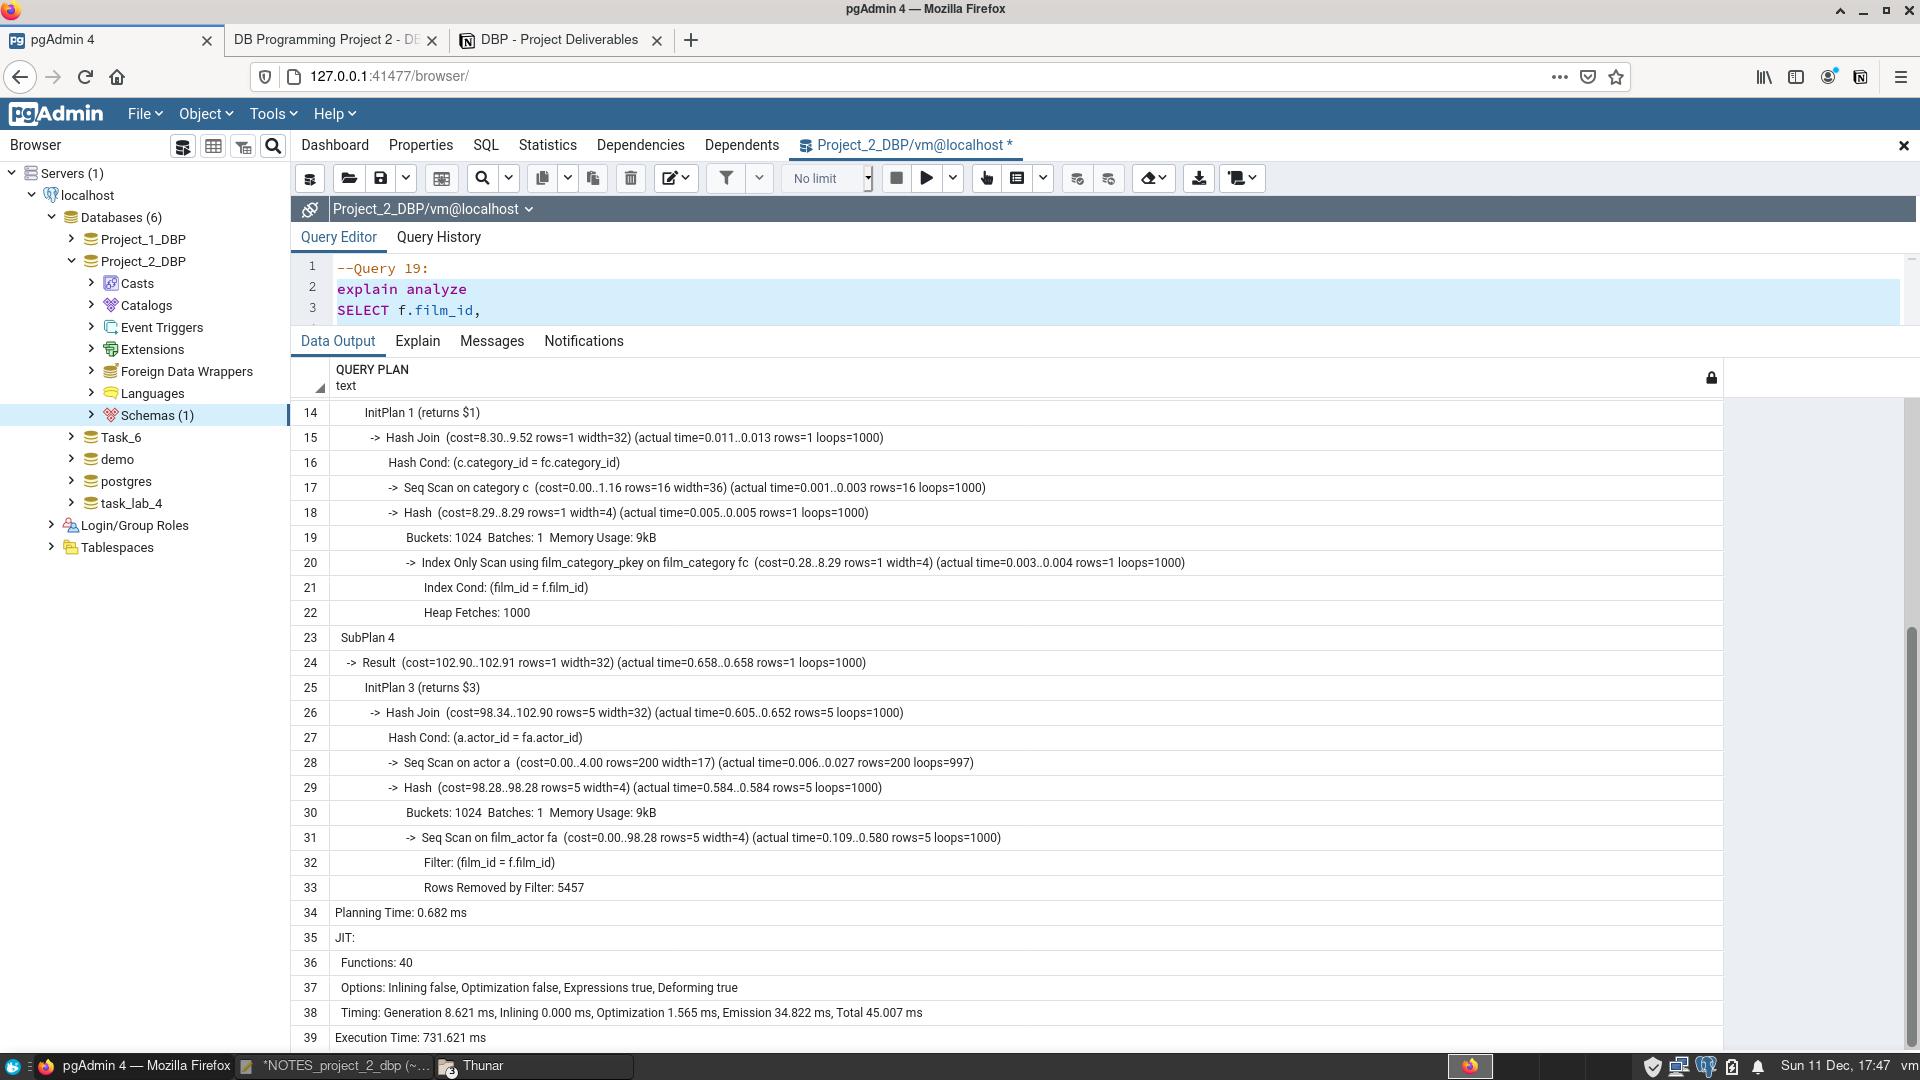 pgAdmin 4 — Mozilla Firefox
pgAdmin 4
DB Programming Project 2 - DE
DBP - Project Deliverables
127.0.0.1:41477/browser/
pgAdmin File Object Tools Help
Browser
Dashboard Properties SQL Statistics Dependencies Dependents Project_2_DBP/vm@localhost *
Servers (1)
localhost
Databases (6)
Project_1_DBP
Project_2_DBP
Casts
Catalogs
Event Triggers
Extensions
Foreign Data Wrappers
Languages
Schemas (1)
Task_6
demo
postgres
task_lab_4
Login/Group Roles
Tablespaces
No limit
Project_2_DBP/vm@localhost
Query Editor Query History
1 --Query 19:
2 explain analyze
3 SELECT f.film_id,
Data Output Explain Messages Notifications
QUERY PLAN
text
14 InitPlan 1 (returns $1)
15 -> Hash Join (cost=8.30..9.52 rows=1 width=32) (actual time=0.011..0.013 rows=1 loops=1000)
16 Hash Cond: (c.category_id = fc.category_id)
17 -> Seq Scan on category c (cost=0.00..1.16 rows=16 width=36) (actual time=0.001..0.003 rows=16 loops=1000)
18 -> Hash (cost=8.29..8.29 rows=1 width=4) (actual time=0.005..0.005 rows=1 loops=1000)
19 Buckets: 1024 Batches: 1 Memory Usage: 9kB
20 -> Index Only Scan using film_category_pkey on film_category fc (cost=0.28..8.29 rows=1 width=4) (actual time=0.003..0.004 rows=1 loops=1000)
21 Index Cond: (film_id = f.film_id)
22 Heap Fetches: 1000
23 SubPlan 4
24 -> Result (cost=102.90..102.91 rows=1 width=32) (actual time=0.658..0.658 rows=1 loops=1000)
25 InitPlan 3 (returns $3)
26 -> Hash Join (cost=98.34..102.90 rows=5 width=32) (actual time=0.605..0.652 rows=5 loops=1000)
27 Hash Cond: (a.actor_id = fa.actor_id)
28 -> Seq Scan on actor a (cost=0.00..4.00 rows=200 width=17) (actual time=0.006..0.027 rows=200 loops=997)
29 -> Hash (cost=98.28..98.28 rows=5 width=4) (actual time=0.584..0.584 rows=5 loops=1000)
30 Buckets: 1024 Batches: 1 Memory Usage: 9kB
31 -> Seq Scan on film_actor fa (cost=0.00..98.28 rows=5 width=4) (actual time=0.109..0.580 rows=5 loops=1000)
32 Filter: (film_id = f.film_id)
33 Rows Removed by Filter: 5457
34 Planning Time: 0.682 ms
35 JIT:
36 Functions: 40
37 Options: Inlining false, Optimization false, Expressions true, Deforming true
38 Timing: Generation 8.621 ms, Inlining 0.000 ms, Optimization 1.565 ms, Emission 34.822 ms, Total 45.007 ms
39 Execution Time: 731.621 ms
pgAdmin 4 — Mozilla Firefox
*NOTES_project_2_dbp (~...
3 Thunar
Sun 11 Dec, 17:47 vm